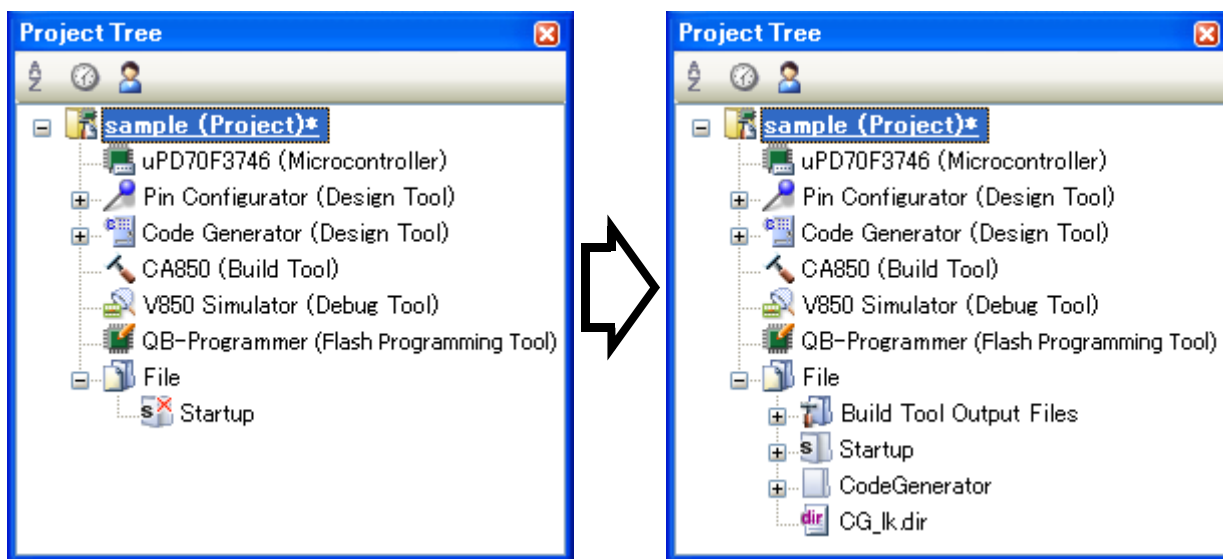 Project Tree
sample (Project)*
uPD70F3746 (Microcontroller)
Pin Configurator (Design Tool)
Code Generator (Design Tool)
CA850 (Build Tool)
V850 Simulator (Debug Tool)
QB-Programmer (Flash Programming Tool)
File
Startup
Project Tree
sample (Project)*
uPD70F3746 (Microcontroller)
Pin Configurator (Design Tool)
Code Generator (Design Tool)
CA850 (Build Tool)
V850 Simulator (Debug Tool)
QB-Programmer (Flash Programming Tool)
File
Build Tool Output Files
Startup
CodeGenerator
CG_lk.dir